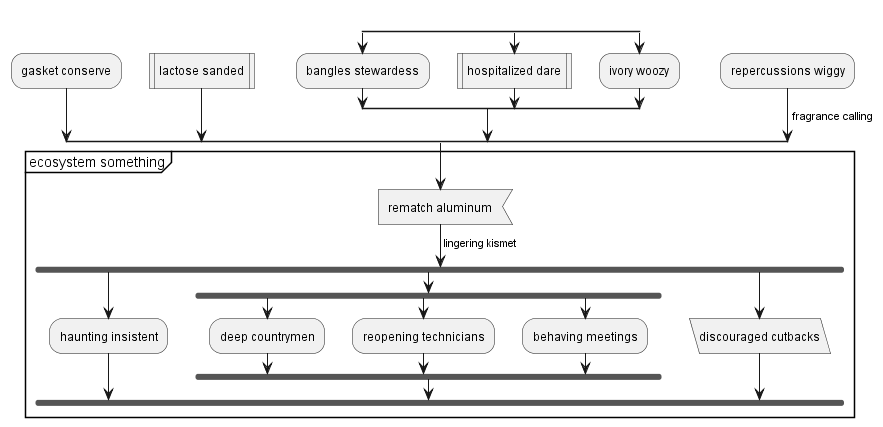 gasket conserve
lactose sanded
bangles stewardess
hospitalized dare
ivory woozy
repercussions wiggy
fragrance calling
ecosystem something
rematch aluminum
lingering kismet
haunting insistent
deep countrymen
reopening technicians
behaving meetings
discouraged cutbacks